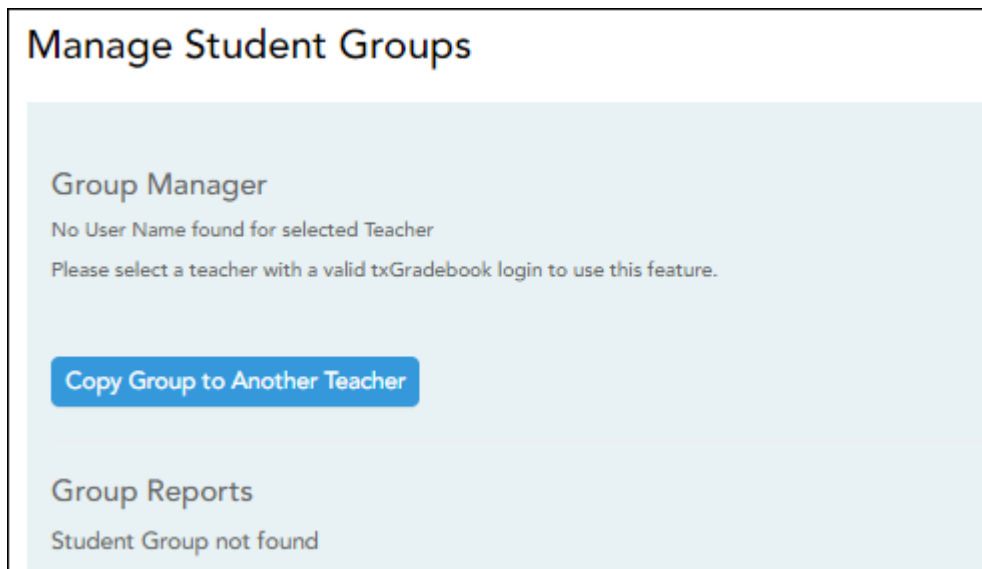 Manage Student Groups
Group Manager
No User Name found for selected Teacher
Please select a teacher with a valid txGradebook login to use this feature.
Copy Group to Another Teacher
Group Reports
Student Group not found